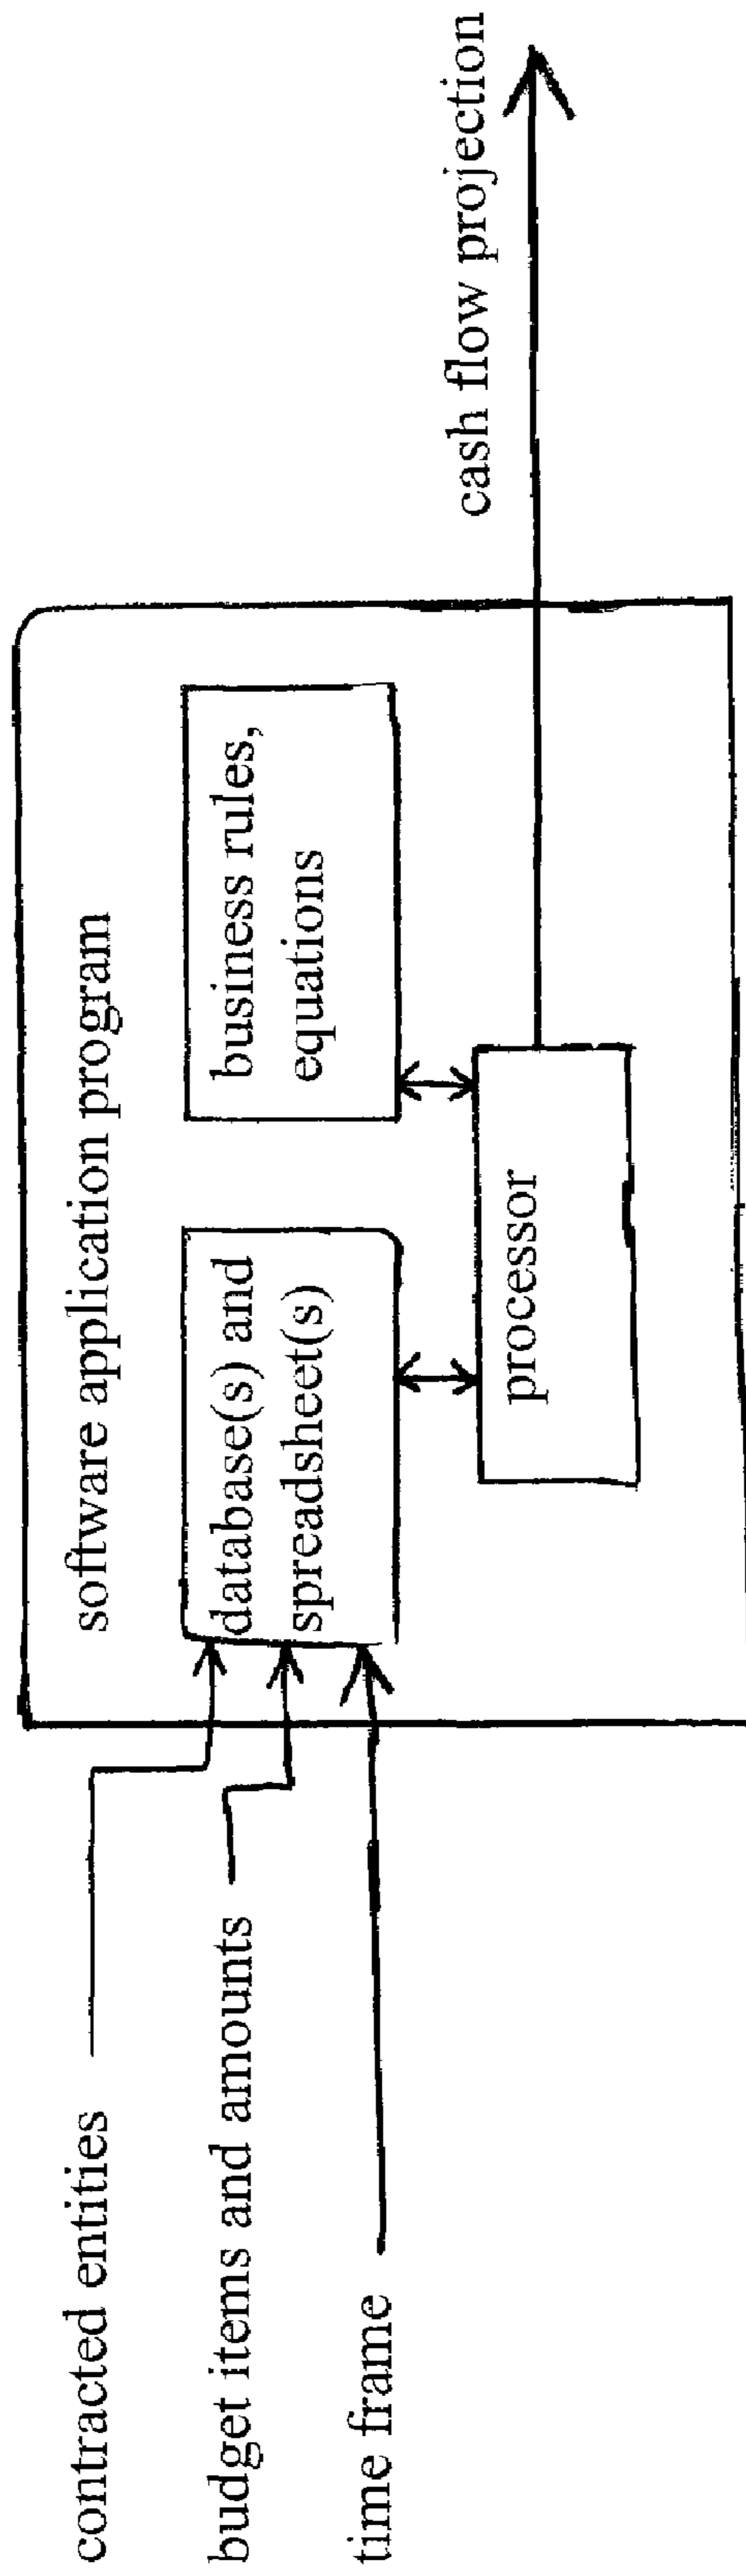 contracted entities
budget items and amounts
time frame
software application program
database(s) and
spreadsheet(s)
business rules,
equations
processor
cash flow projection